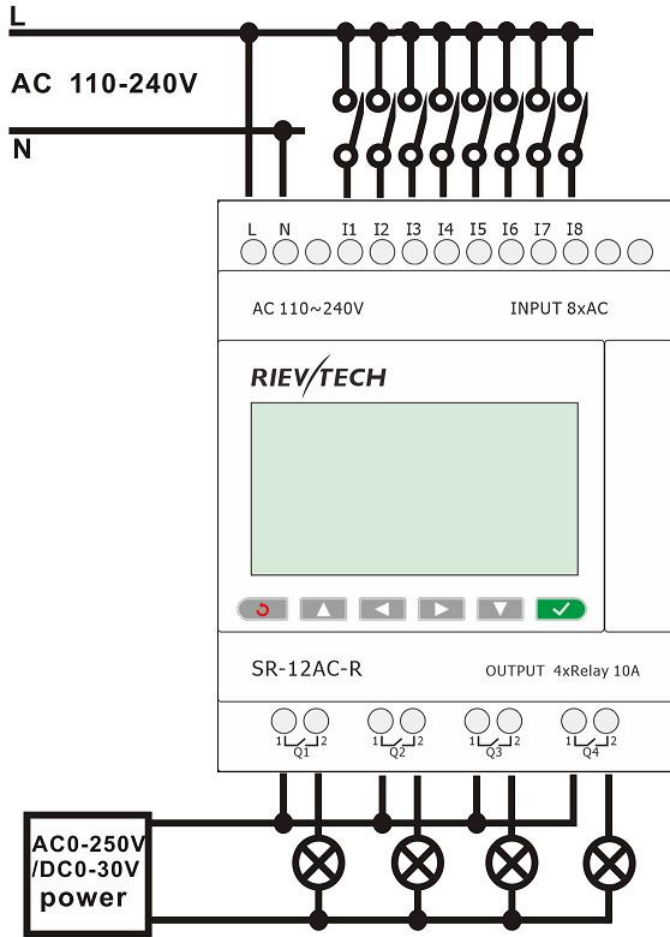 L
AC 110-240V
N
L N I1 I2 I3 I4 I5 I6 I7 I8
AC 110~240V INPUT 8xAC
RIEVTECH
SR-12AC-R OUTPUT 4xRelay 10A
1 2 1 2 1 2 1 2
Q1 Q2 Q3 Q4
AC0-250V
/DC0-30V
power